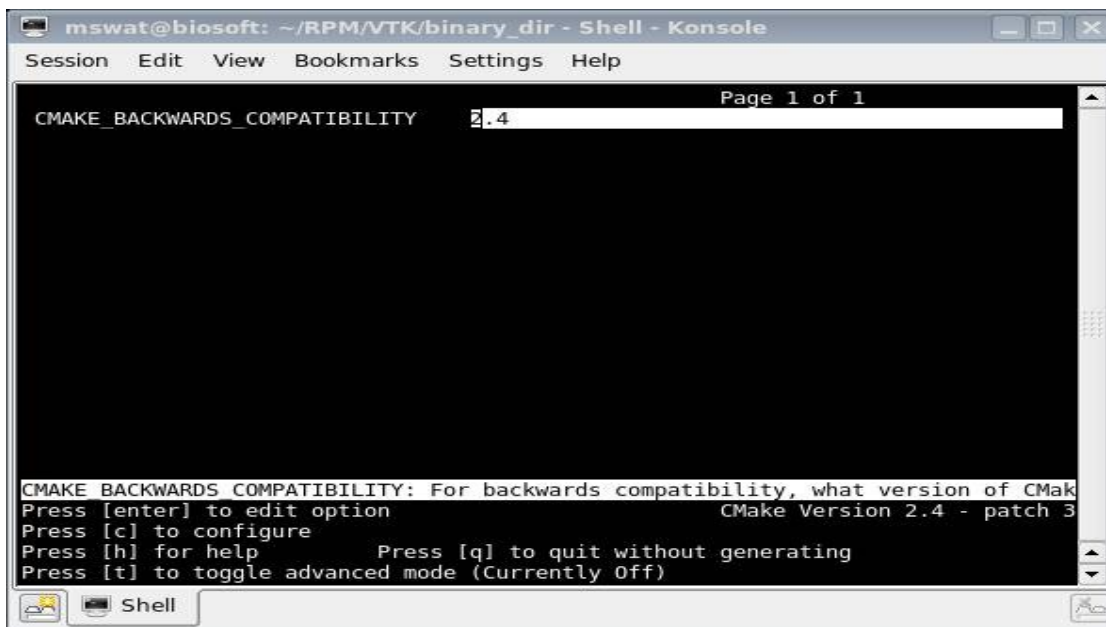 mswat@biosoft: ~/RPM/VTK/binary_dir - Shell - Konsole
Session Edit View Bookmarks Settings Help
Page 1 of 1
CMAKE_BACKWARDS_COMPATIBILITY 2.4
CMAKE_BACKWARDS_COMPATIBILITY: For backwards compatibility, what version of CMak
Press [enter] to edit option CMake Version 2.4 - patch 3
Press [c] to configure
Press [h] for help Press [q] to quit without generating
Press [t] to toggle advanced mode (Currently Off)
Shell